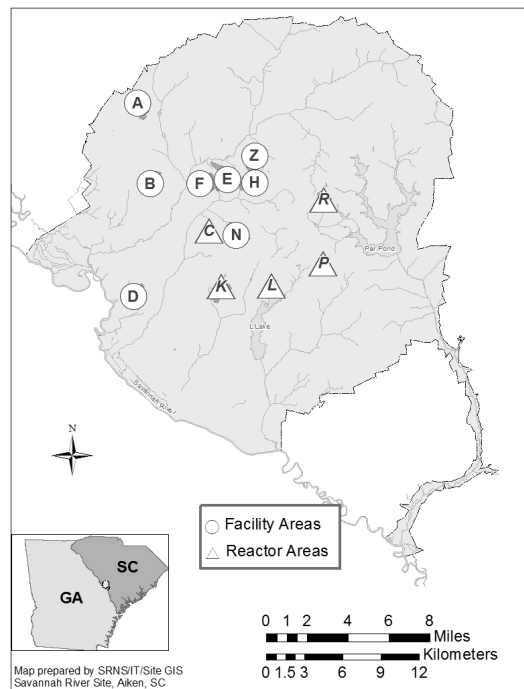 A
Z
B
F
E
H
R
C
N
Par Pond
P
D
K
L
L Lake
Savannah River
N
Facility Areas
Reactor Areas
SC
GA
0 1 2 4 6 8
Miles
Kilometers
0 1.5 3 6 9 12
Map prepared by SRNS/IT/Site GIS
Savannah River Site, Aiken, SC